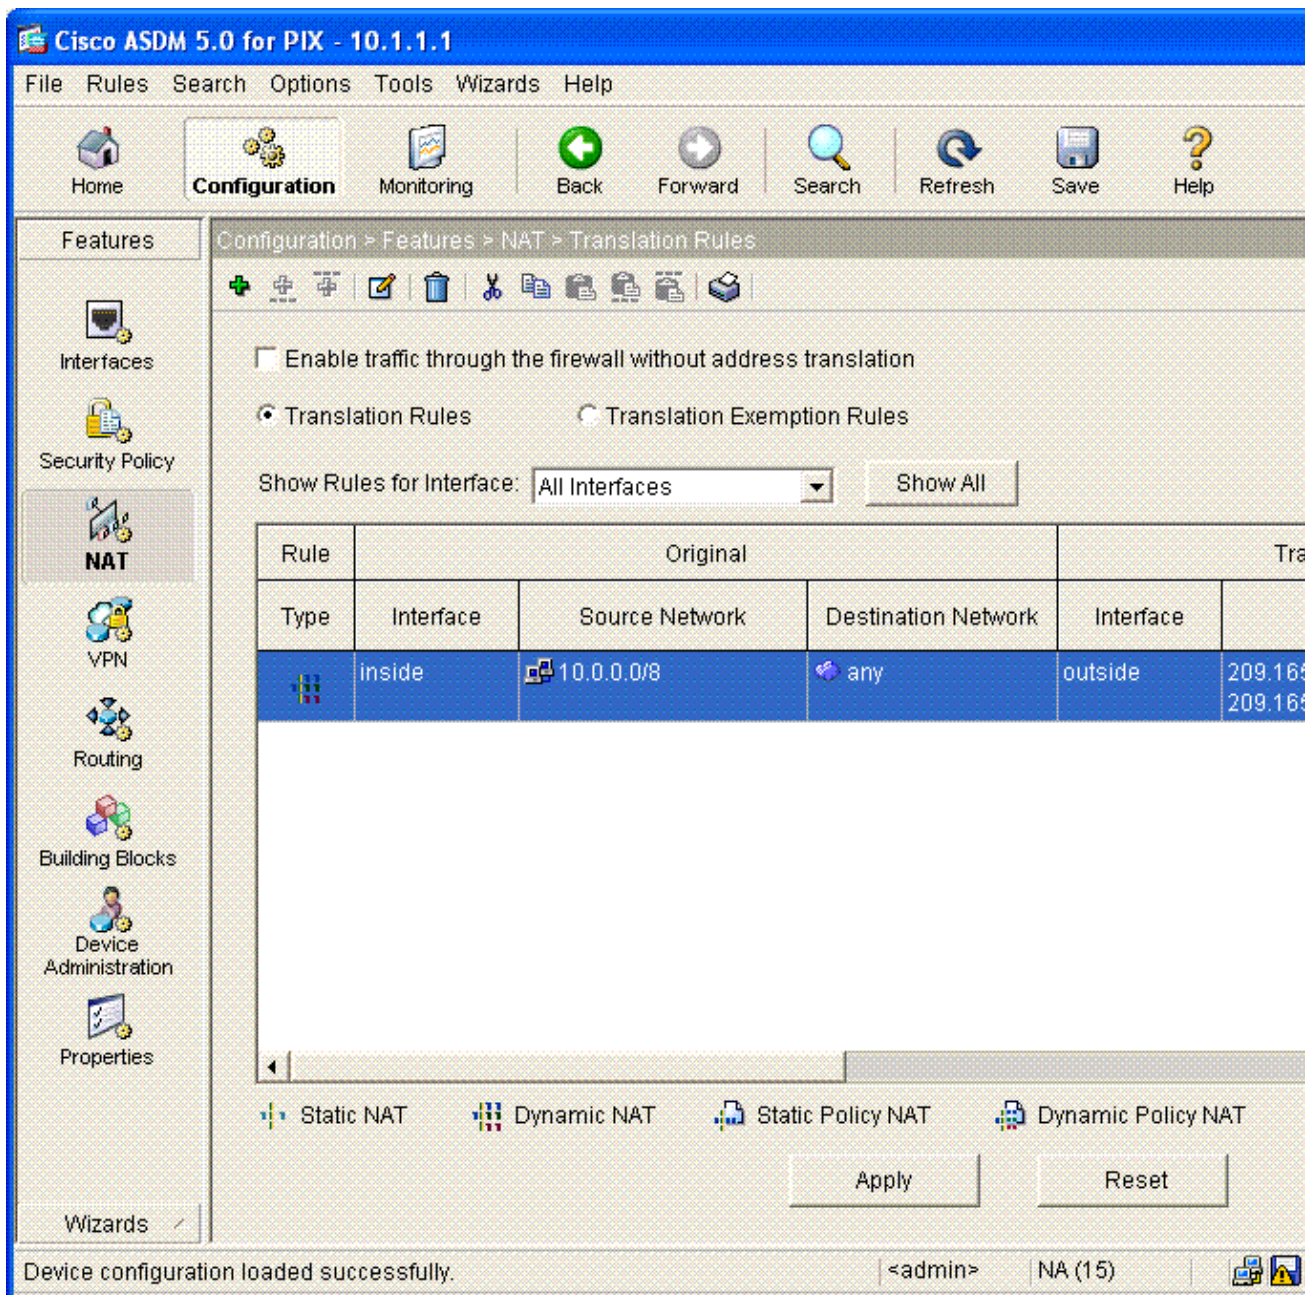 Cisco ASDM 5.0 for PIX - 10.1.1.1
File Rules Search Options Tools Wizards Help
Home Configuration Monitoring Back Forward Search Refresh Save Help
Features
Configuration > Features > NAT > Translation Rules
Interfaces
Security Policy
NAT
VPN
Routing
Building Blocks
Device
Administration
Properties
Wizards
Enable traffic through the firewall without address translation
Translation Rules Translation Exemption Rules
Show Rules for Interface: All Interfaces Show All
Rule Original Tra
Type Interface Source Network Destination Network Interface
inside 10.0.0.0/8 any outside 209.165
209.165
Static NAT Dynamic NAT Static Policy NAT Dynamic Policy NAT
Apply Reset
Device configuration loaded successfully. <admin> NA (15)